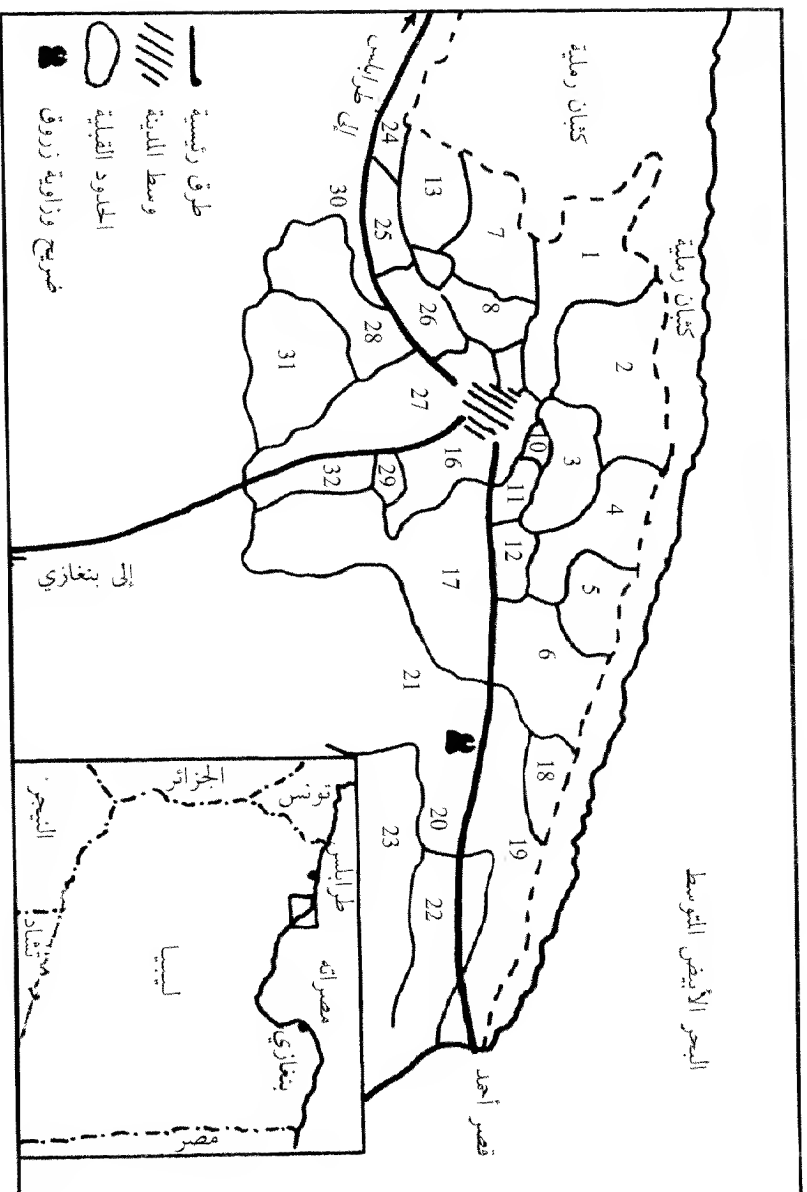 كثبان رملية
كثبان رملية
البحر الأبيض المتوسط
إلى طرابلس
1
2
3
4
5
6
7
8
10
11
12
13
16
17
18
19
20
21
22
23
24
25
26
27
28
29
30
31
32
قصر أحمد
إلى بنغازي
طرق رئيسية
وسط المدينة
الحدود القبلية
ضريح وزاوية زروق
تونس
طرابلس
مصراته
بنغازي
الجزائر
ليبيا
مصر
النيجر
تشاد